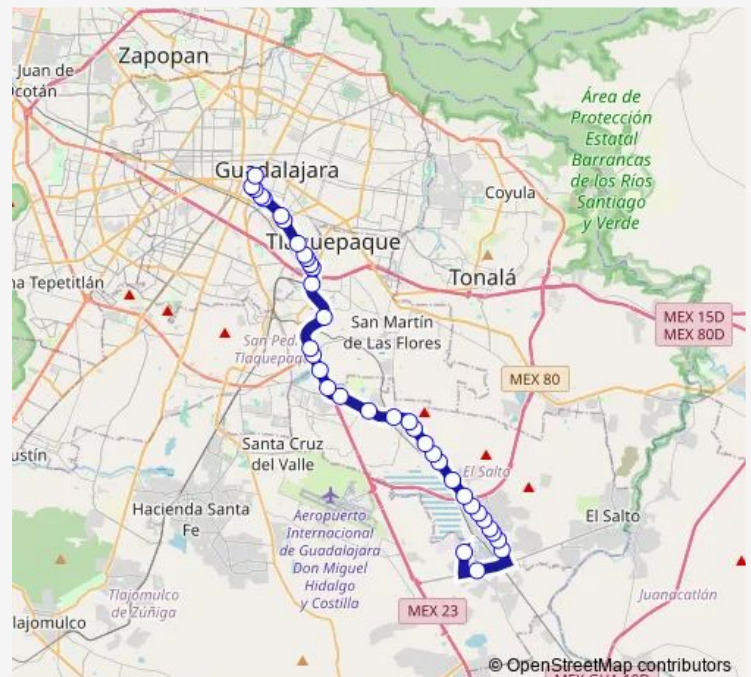 Zapopan
Juan de
Ocotán
Guadalajara
Área de
Protección
Estatal
Barrancas
de los Ríos
Santiago
y Verde
Coyula
Tlaquepaque
na Tepetitlán
Tonalá
MEX 15D
MEX 80D
San Martín
de Las Flores
San Ped.
Tlaquepaque
MEX 80
ustín
Santa Cruz
del Valle
El Salto
Hacienda Santa
Fe
Aeropuerto
Internacional
de Guadalajara
Don Miguel
Hidalgo
y Costilla
El Salto
Tlajomulco
de Zúñiga
Juanacatlán
MEX 23
lajomulco
© OpenStreetMap contributors